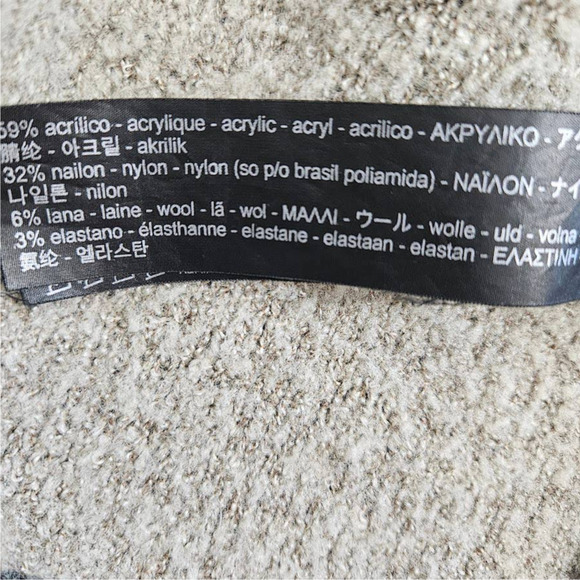 59% acrílico - acrylique - acrylic - acryl - acrilico - ΑΚΡΥΛΙΚΟ - ア
腈纶 - 아크릴 - akrilik
32% nailon - nylon - nylon (so p/o brasil poliamida) - ΝΑΪΛΟΝ - ナイ
나일론 - nilon
6% lana - laine - wool - lã - wol - ΜΑΛΛΙ - ウール - wolle - uld - volna
3% elastano - élasthanne - elastane - elastaan - elastan - ΕΛΑΣΤΙΝΗ
氨纶 - 엘라스탄